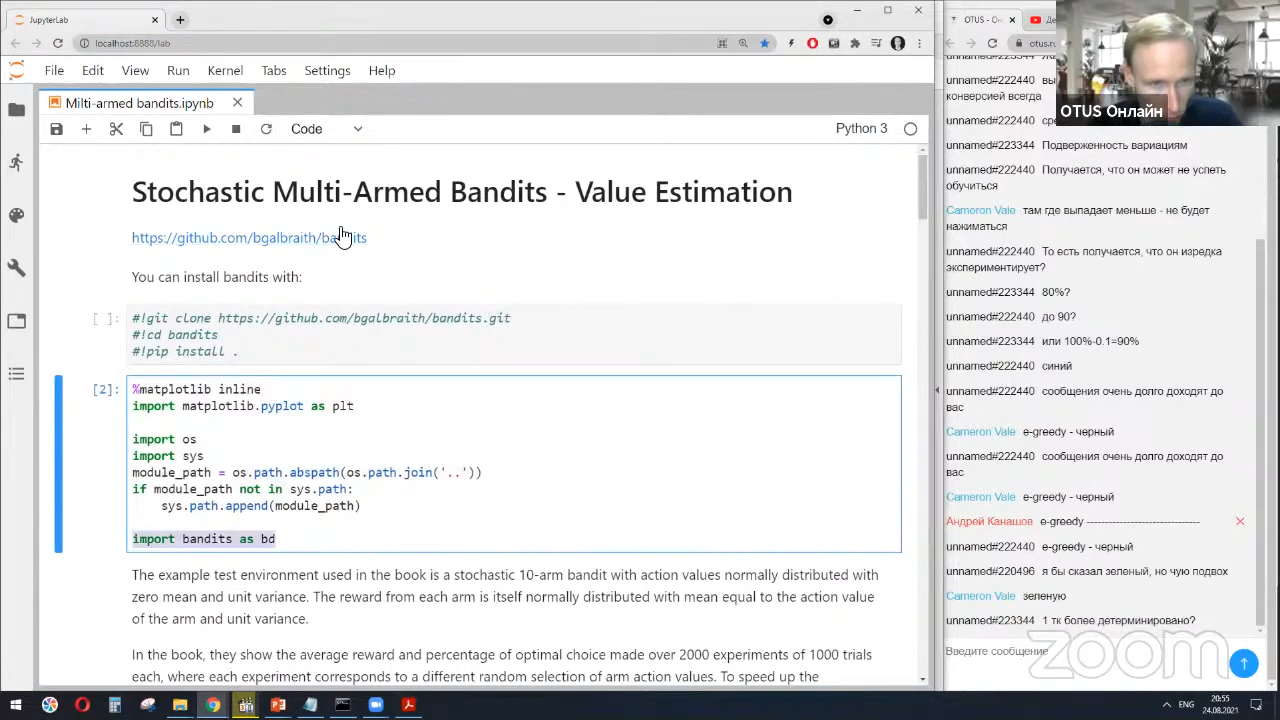 JupyterLab
localhost:8888/lab
File Edit View Run Kernel Tabs Settings Help
Milti-armed bandits.ipynb
Code
Python 3
Stochastic Multi-Armed Bandits - Value Estimation
https://github.com/bgalbraith/bandits
You can install bandits with:
[ ]: #!git clone https://github.com/bgalbraith/bandits.git
#!cd bandits
#!pip install .
[2]: %matplotlib inline
import matplotlib.pyplot as plt
import os
import sys
module_path = os.path.abspath(os.path.join('..'))
if module_path not in sys.path:
sys.path.append(module_path)
import bandits as bd
The example test environment used in the book is a stochastic 10-arm bandit with action values normally distributed with
zero mean and unit variance. The reward from each arm is itself normally distributed with mean equal to the action value
of the arm and unit variance.
In the book, they show the average reward and percentage of optimal choice made over 2000 experiments of 1000 trials
each, where each experiment corresponds to a different random selection of arm action values. To speed up the
OTUS - Он
otus.ru
OTUS Онлайн
unnamed#222440
конверсией всегда
unnamed#222440
unnamed#223344 Подверженность вариациям
unnamed#222440 Получается, что он может не успеть
обучиться
Cameron Vale там где выпадает меньше - не будет
нажиматься
unnamed#222440 То есть получается, что он изредка
экспериментирует?
unnamed#223344 80%?
unnamed#222440 до 90?
unnamed#223344 или 100%-0.1=90%
unnamed#222440 синий
unnamed#222440 сообщения очень долго доходят до
вас
Cameron Vale e-greedy - черный
unnamed#222440 сообщения очень долго доходят до
вас
Cameron Vale e-greedy - черный
Андрей Канашов e-greedy --------------------------------
unnamed#222440 e-greedy - черный
unnamed#220496 я бы сказал зеленый, но чую подвох
Cameron Vale зеленую
unnamed#223344 1 тк более детерминировано?
Введите сообщение
zoom
ENG
20:55
24.08.2021